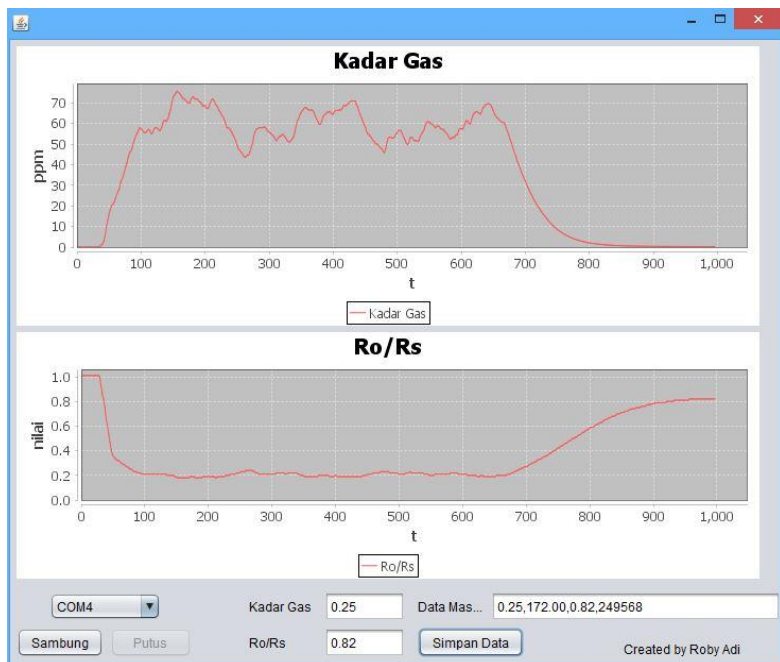 Kadar Gas
ppm
70
60
50
40
30
20
10
0
0 100 200 300 400 500 600 700 800 900 1,000
t
Kadar Gas
Ro/Rs
nilai
1.0
0.8
0.6
0.4
0.2
0.0
0 100 200 300 400 500 600 700 800 900 1,000
t
Ro/Rs
COM4 Kadar Gas 0.25 Data Mas... 0.25,172.00,0.82,249568
Sambung Putus Ro/Rs 0.82 Simpan Data Created by Roby Adi